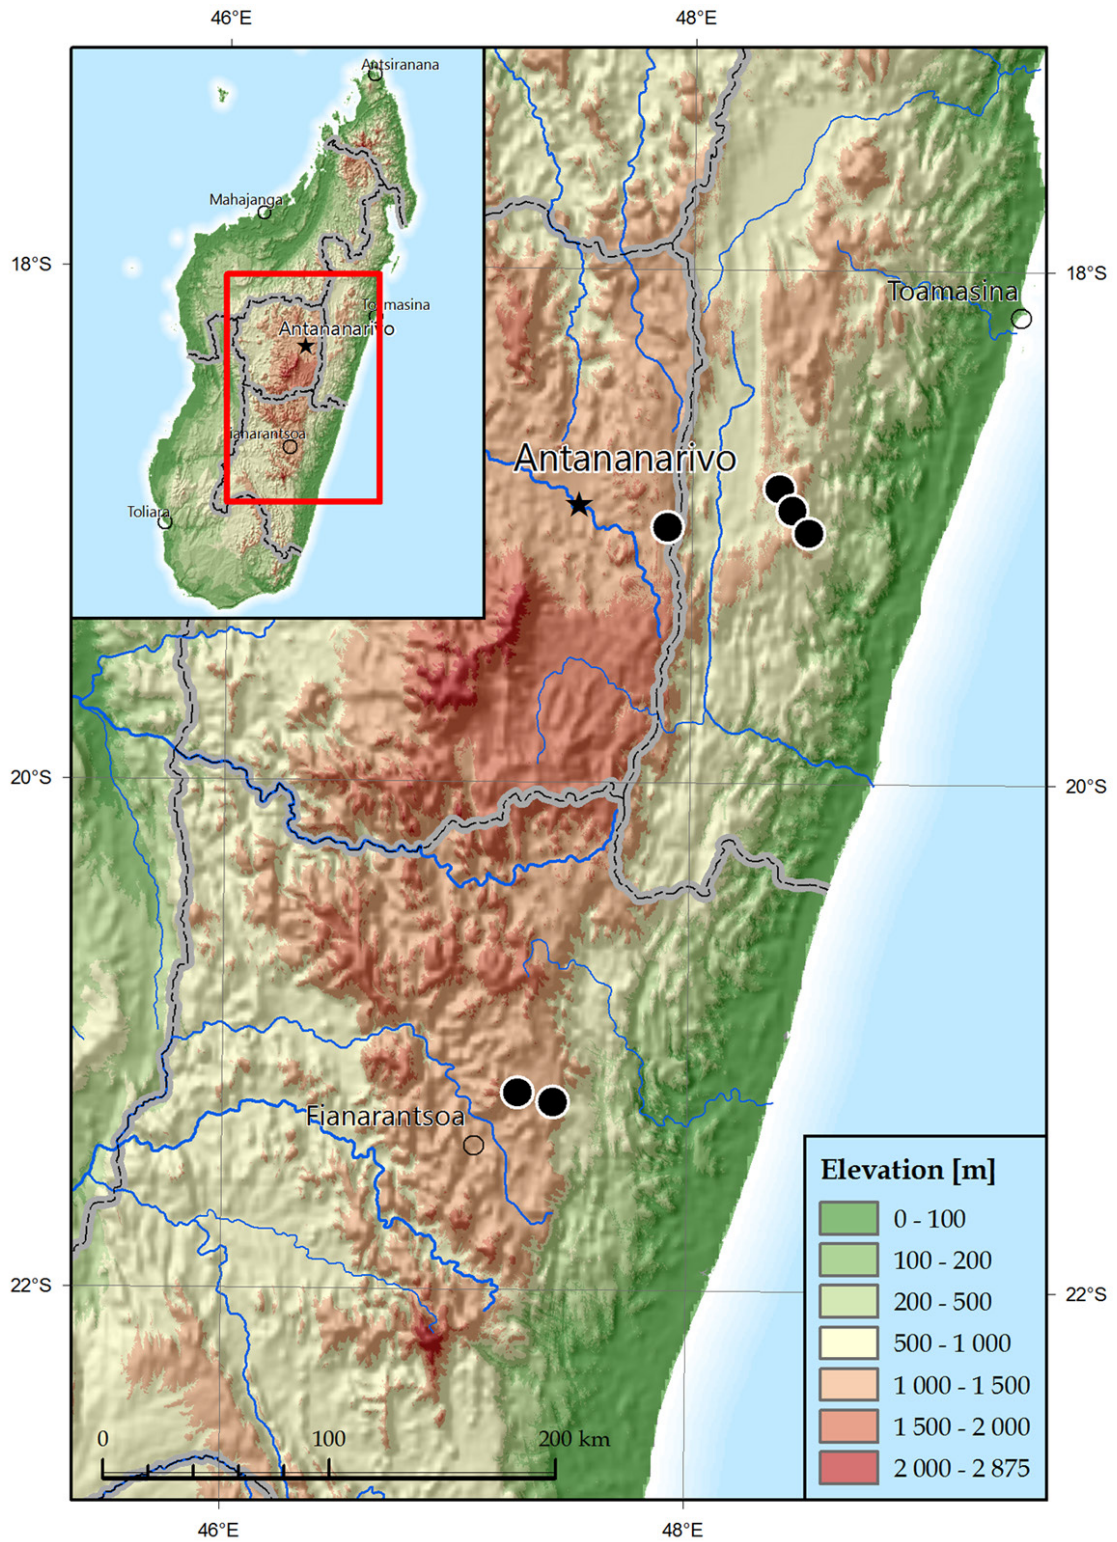 46°E
48°E
Antsiranana
Mahajanga
Toamasina
Antananarivo
ianarantsoa
Toliara
18°S
18°S
Toamasina
Antananarivo
20°S
20°S
Fianarantsoa
22°S
22°S
Elevation [m]
0 - 100
100 - 200
200 - 500
500 - 1 000
1 000 - 1 500
1 500 - 2 000
2 000 - 2 875
0
100
200 km
46°E
48°E